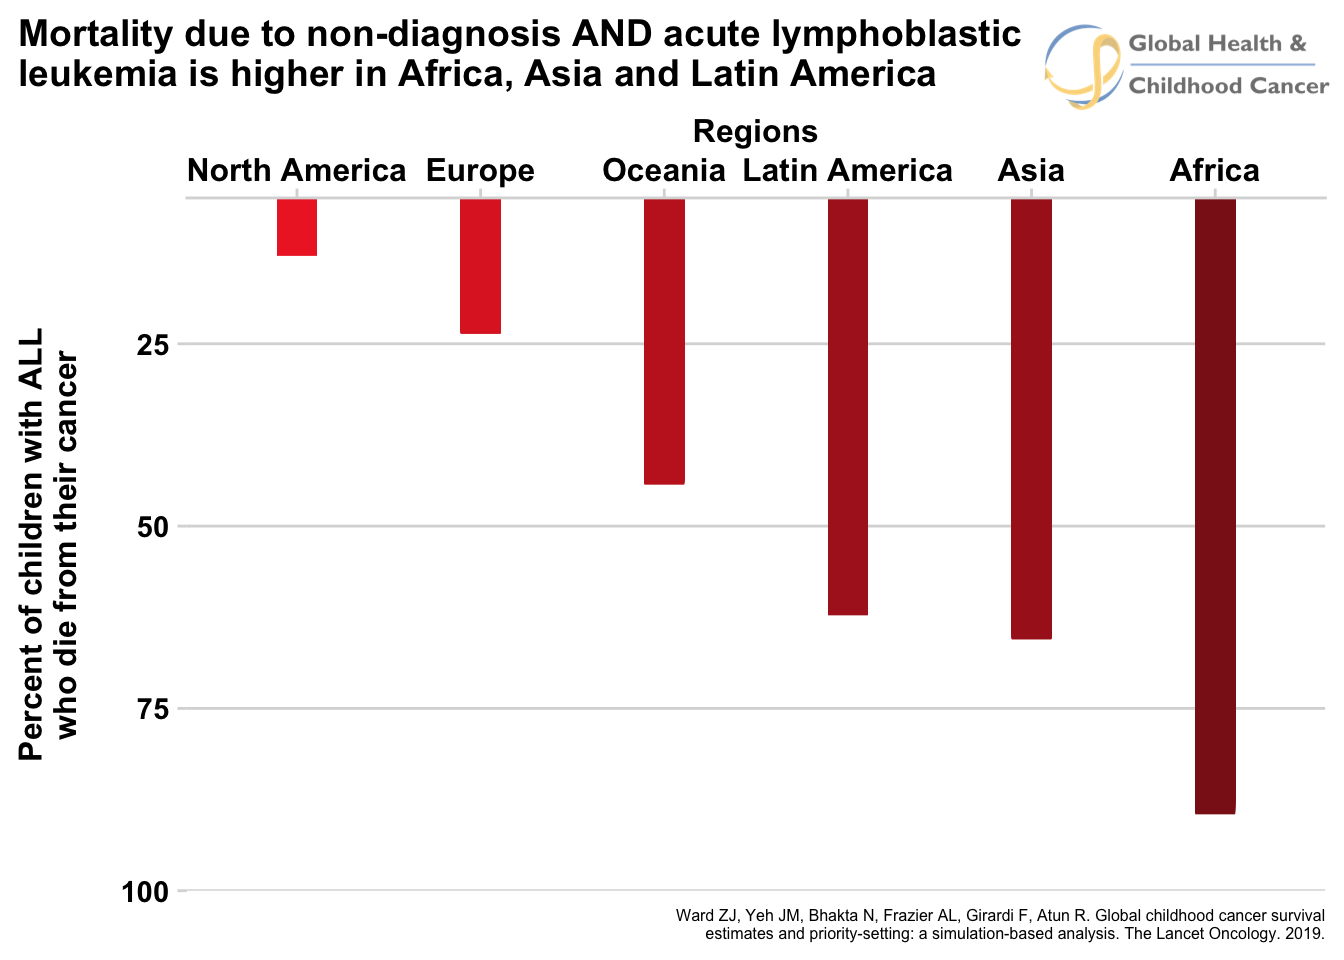 Mortality due to non-diagnosis AND acute lymphoblastic
leukemia is higher in Africa, Asia and Latin America
Global Health &
Childhood Cancer
Regions
North America Europe Oceania Latin America Asia Africa
Percent of children with ALL
who die from their cancer
25
50
75
100
Ward ZJ, Yeh JM, Bhakta N, Frazier AL, Girardi F, Atun R. Global childhood cancer survival
estimates and priority-setting: a simulation-based analysis. The Lancet Oncology. 2019.